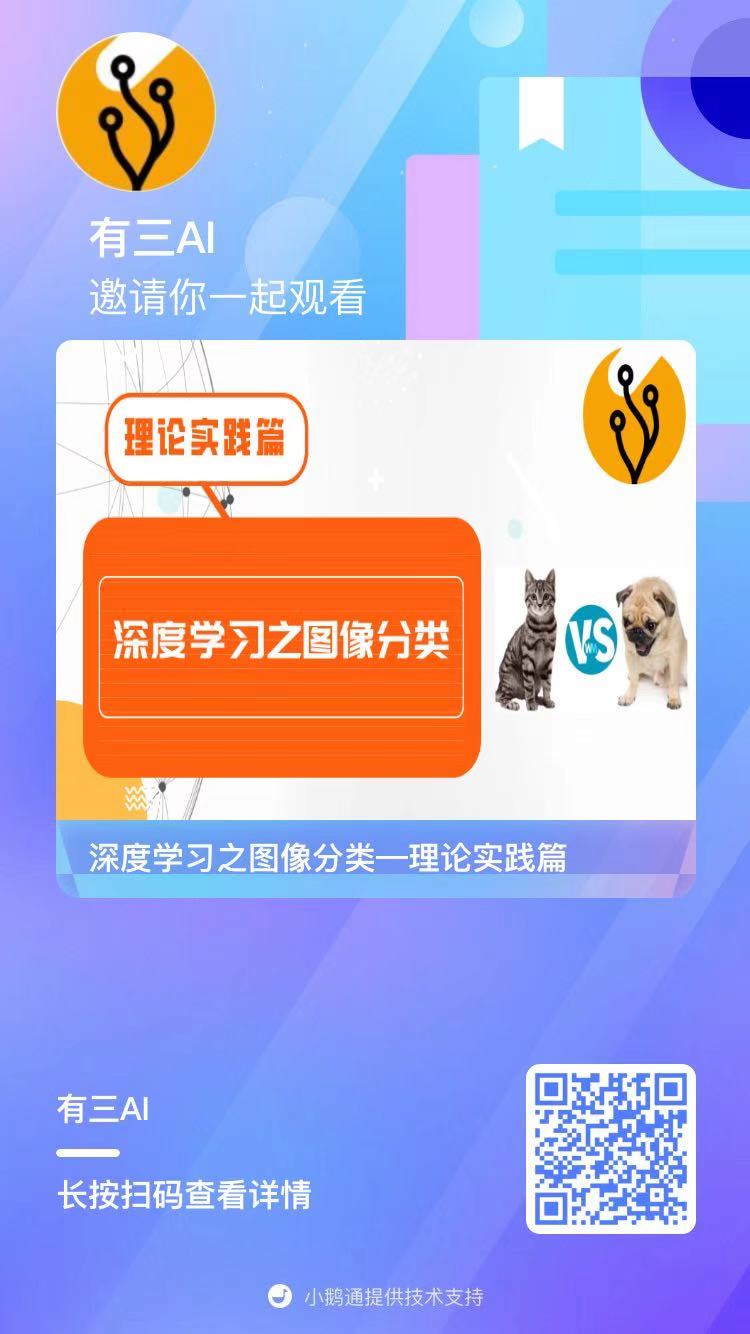 有三AI
邀请你一起观看
理论实践篇
深度学习之图像分类
VS
深度学习之图像分类—理论实践篇
有三AI
长按扫码查看详情
小鹅通提供技术支持